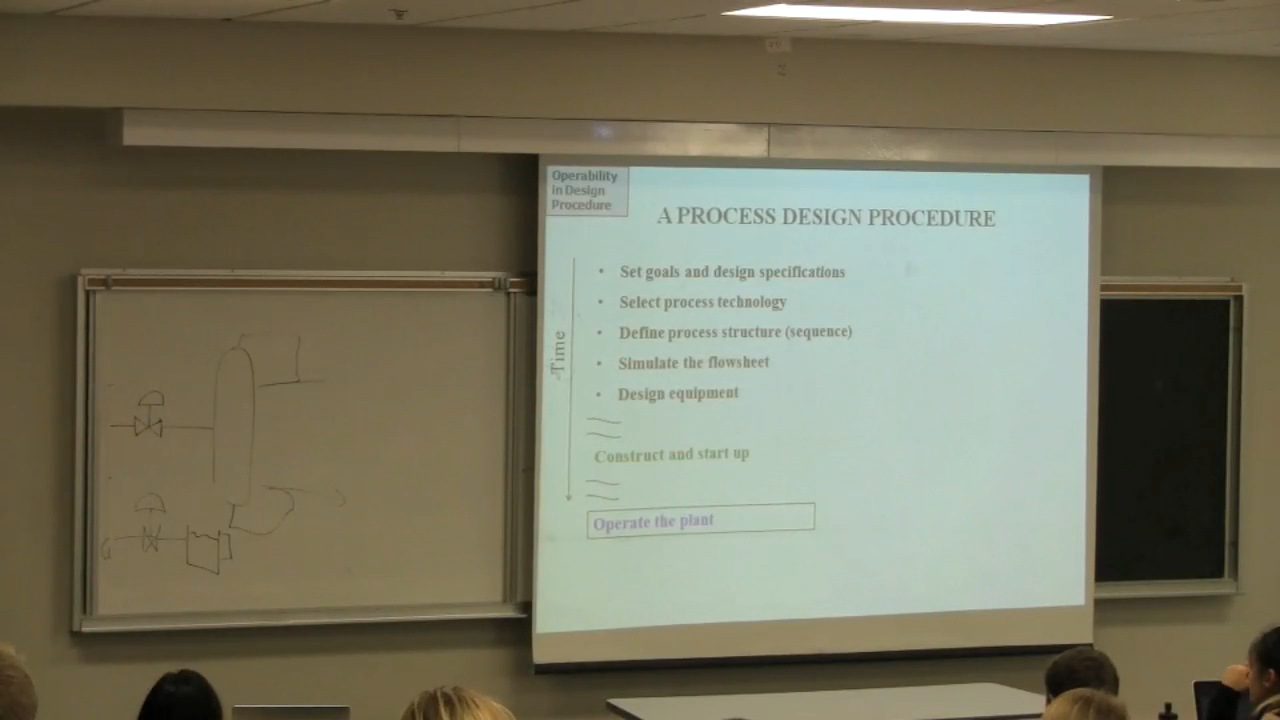 Operability
in Design
Procedure
A PROCESS DESIGN PROCEDURE
Time
• Set goals and design specifications
• Select process technology
• Define process structure (sequence)
• Simulate the flowsheet
• Design equipment
Construct and start up
Operate the plant